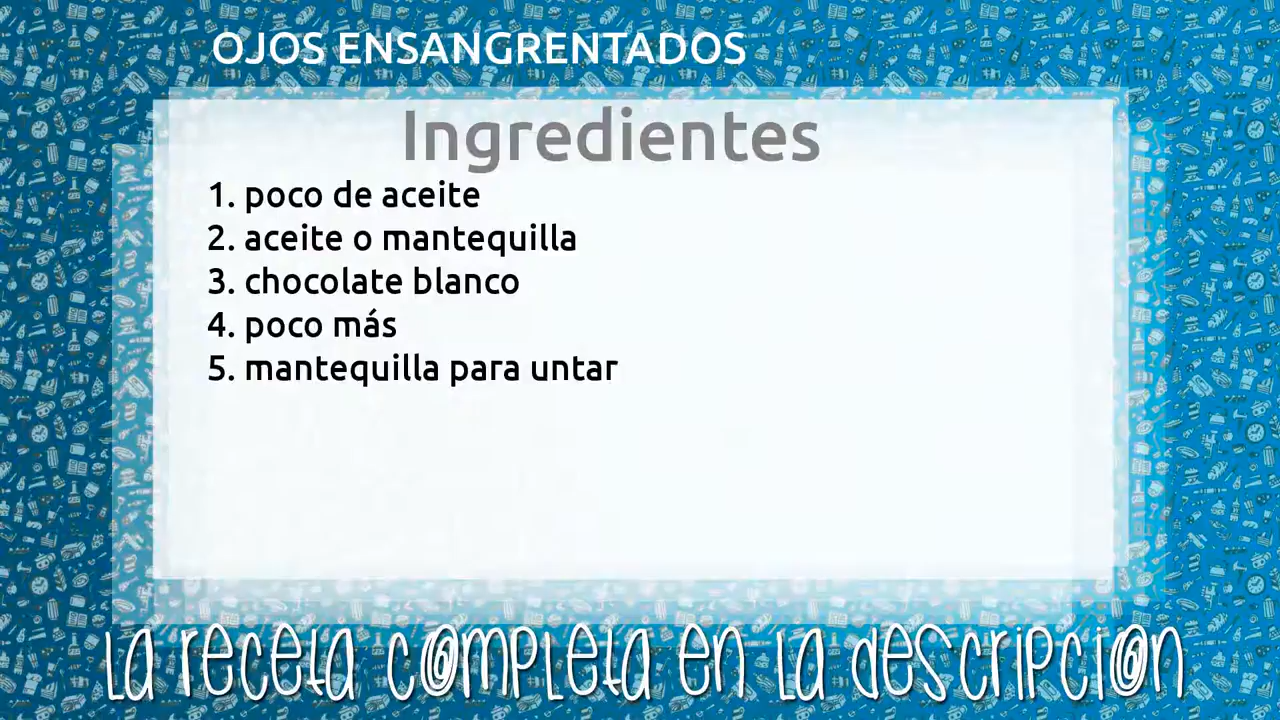 OJOS ENSANGRENTADOS
Ingredientes
1. poco de aceite
2. aceite o mantequilla
3. chocolate blanco
4. poco más
5. mantequilla para untar
La receta completa en la descripción